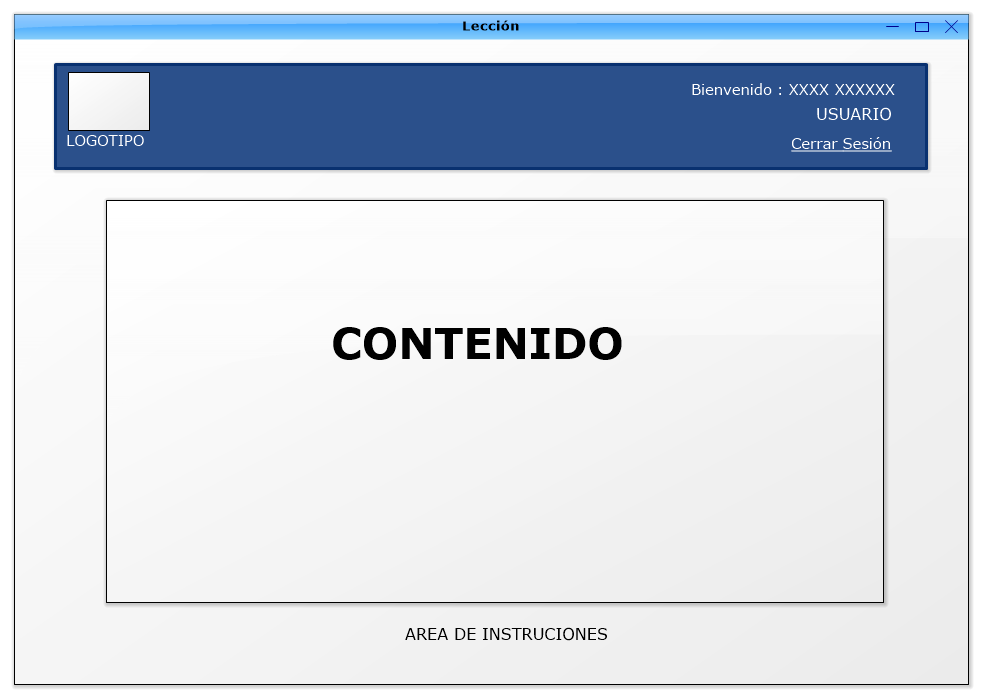 Lección
Bienvenido : XXXX XXXXXX
USUARIO
LOGOTIPO
Cerrar Sesión
CONTENIDO
AREA DE INSTRUCIONES